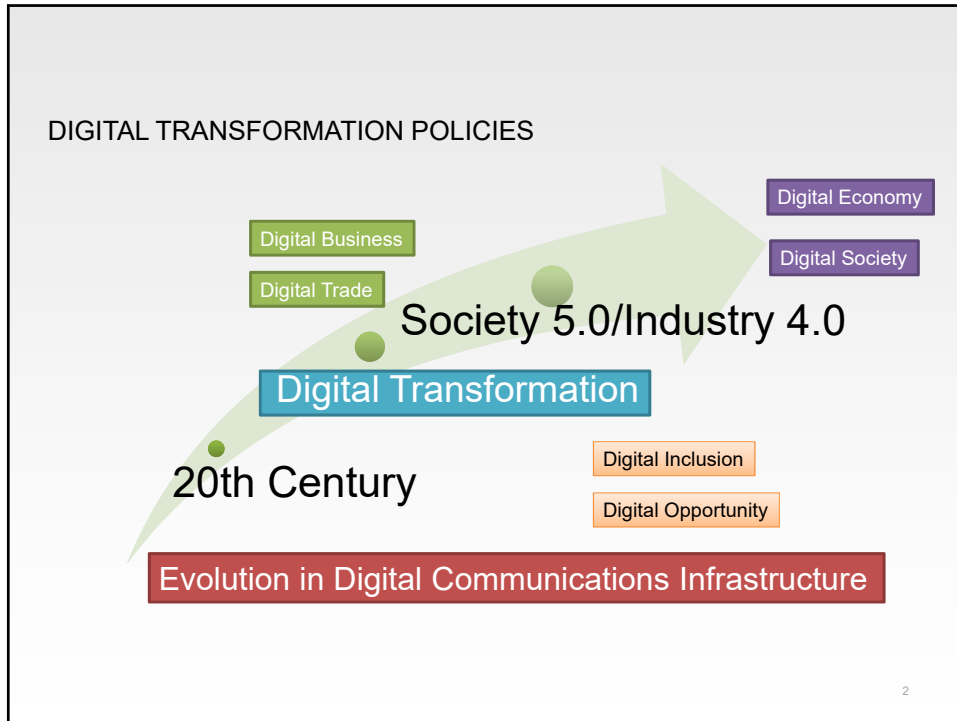 DIGITAL TRANSFORMATION POLICIES
Digital Economy
Digital Business
Digital Society
Digital Trade
Society 5.0/Industry 4.0
Digital Transformation
Digital Inclusion
20th Century
Digital Opportunity
Evolution in Digital Communications Infrastructure
2